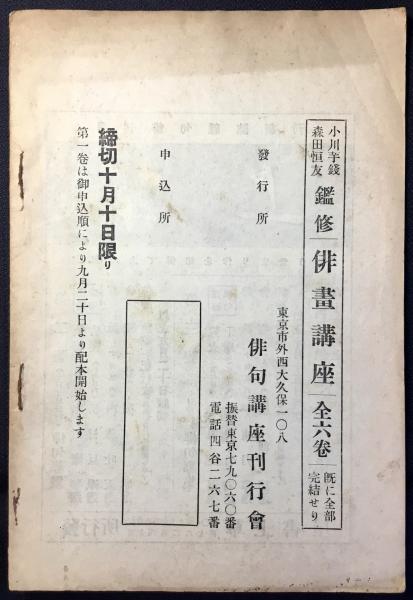 小川芋錢
森田恒友
鑑修 俳畫講座 全六卷
既に全部
完結せり
發行所
東京市外西大久保一〇八
俳句講座刊行會
振替東京七九〇六〇番
電話四谷二六七番
申込所
締切十月十日限り
第一卷は御申込順により九月二十日より配本開始します